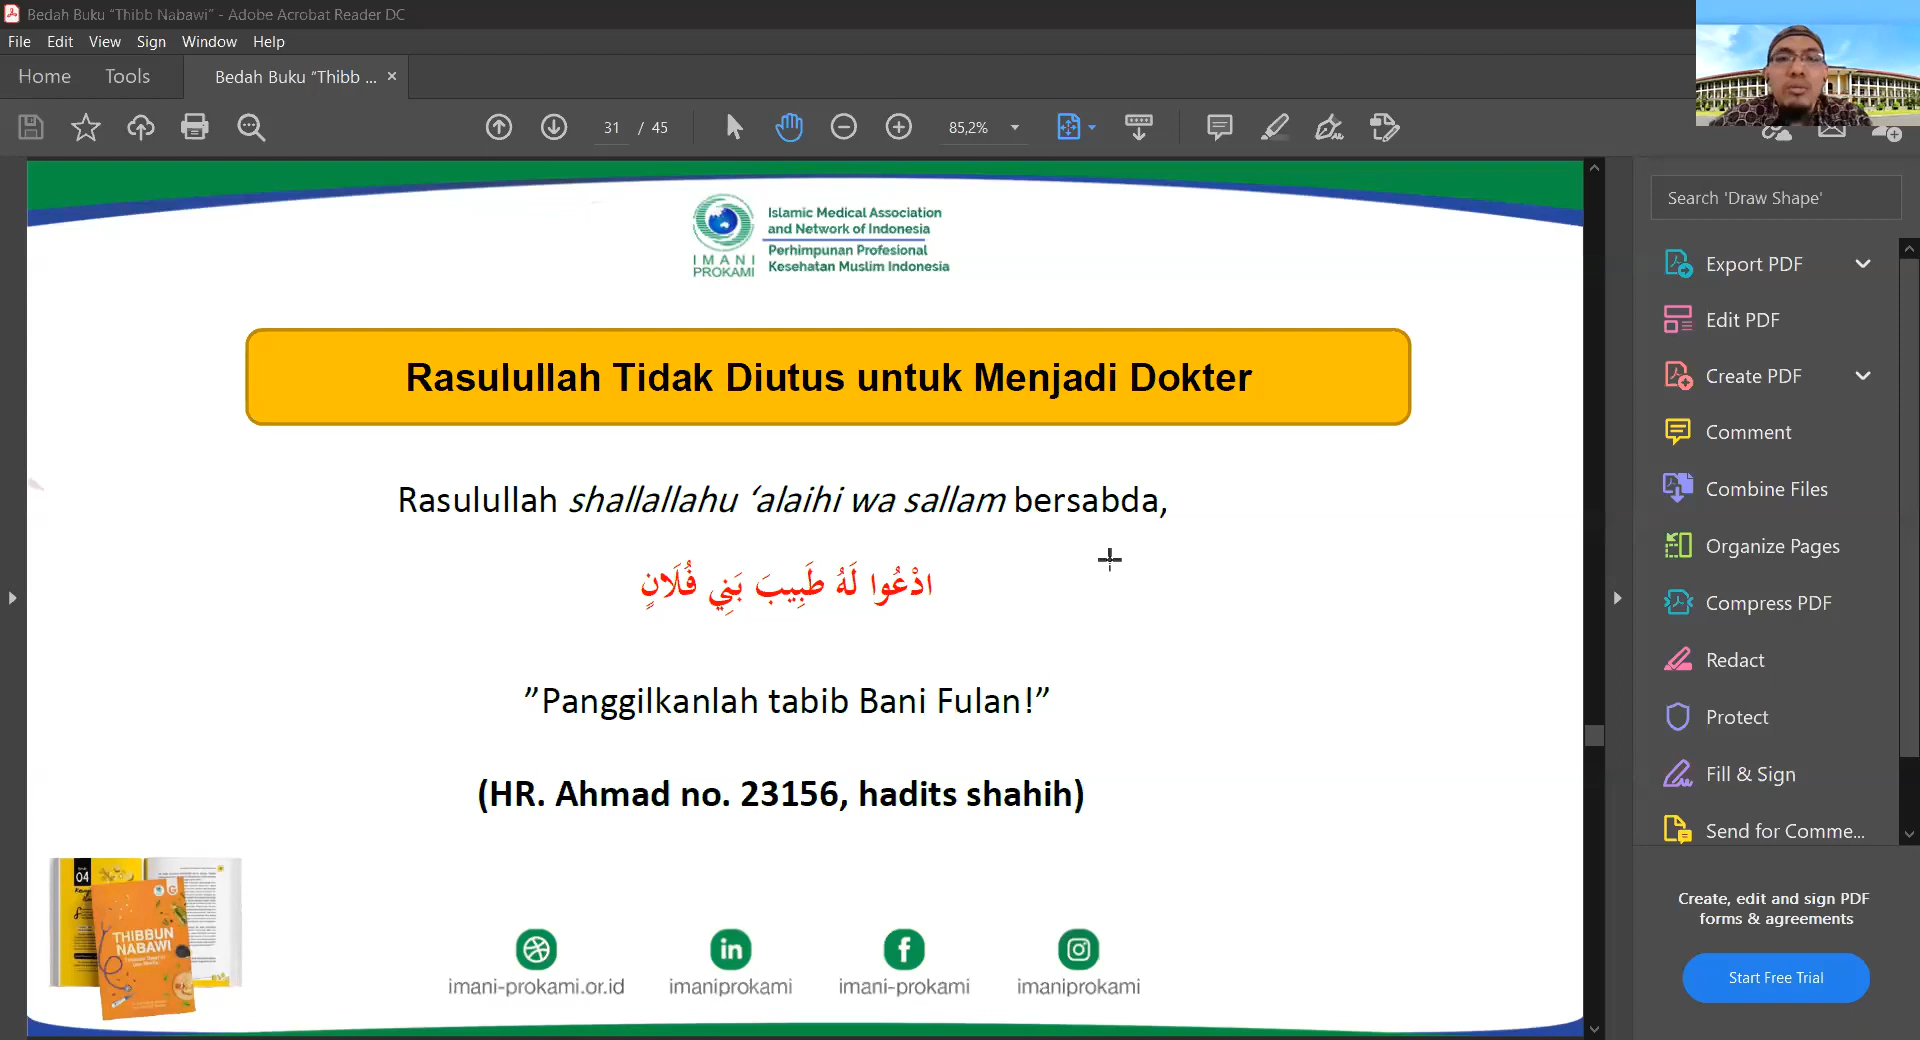 Bedah Buku “Thibb Nabawi” - Adobe Acrobat Reader DC
File Edit View Sign Window Help
Home Tools Bedah Buku “Thibb ... ×
31 / 45 85,2%
Search 'Draw Shape'
Export PDF
Edit PDF
Create PDF
Comment
Combine Files
Organize Pages
Compress PDF
Redact
Protect
Fill & Sign
Send for Comme...
Create, edit and sign PDF
forms & agreements
Start Free Trial
IMANI
PROKAMI
Islamic Medical Association
and Network of Indonesia
Perhimpunan Profesional
Kesehatan Muslim Indonesia
Rasulullah Tidak Diutus untuk Menjadi Dokter
Rasulullah shallallahu ‘alaihi wa sallam bersabda,
ادْعُوا لَهُ طَبِيبَ بَنِي فُلَانٍ
”Panggilkanlah tabib Bani Fulan!”
(HR. Ahmad no. 23156, hadits shahih)
04
THIBBUN
NABAWI
imani-prokami.or.id
imaniprokami
imani-prokami
imaniprokami